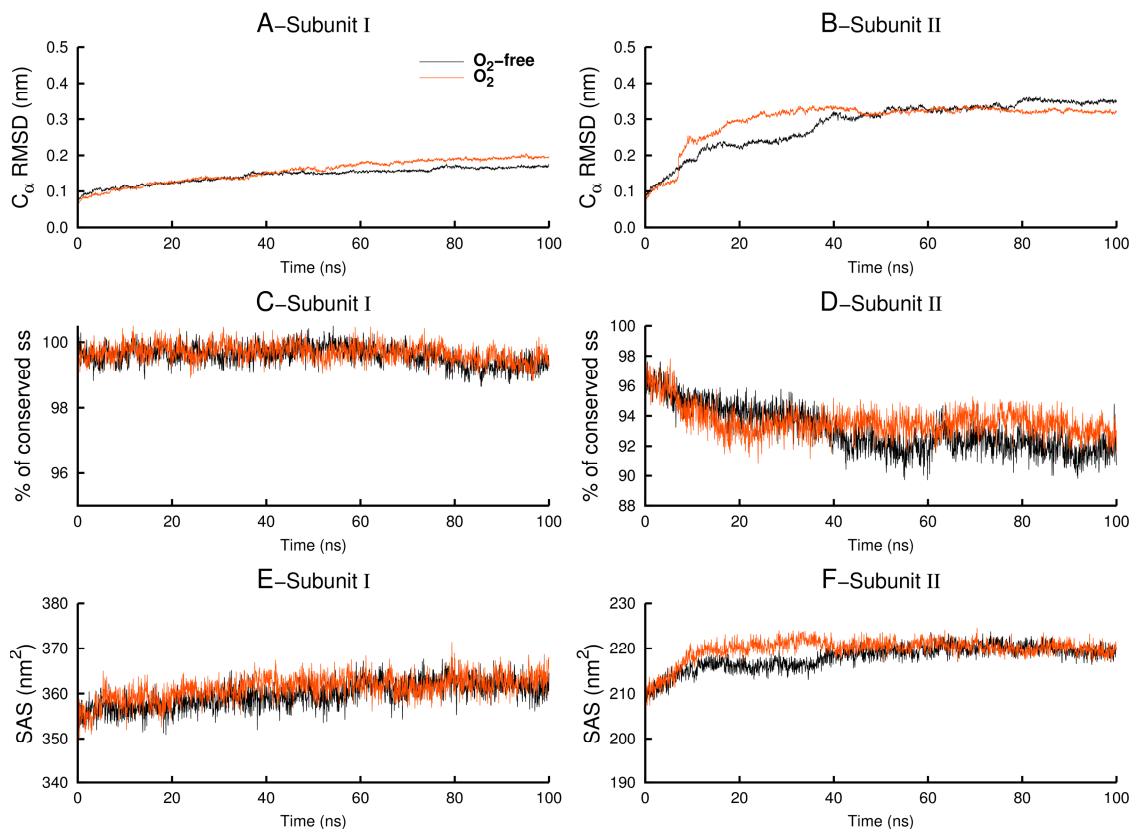 A–Subunit I
B–Subunit II
0.5
0.4
0.3
0.2
0.1
0.0
Cα RMSD (nm)
O2–free
O2
0 20 40 60 80 100
Time (ns)
0.5
0.4
0.3
0.2
0.1
0.0
Cα RMSD (nm)
0 20 40 60 80 100
Time (ns)
C–Subunit I
D–Subunit II
100
98
96
% of conserved ss
0 20 40 60 80 100
Time (ns)
100
98
96
94
92
90
88
% of conserved ss
0 20 40 60 80 100
Time (ns)
E–Subunit I
F–Subunit II
380
370
360
350
340
SAS (nm2)
0 20 40 60 80 100
Time (ns)
230
220
210
200
190
SAS (nm2)
0 20 40 60 80 100
Time (ns)